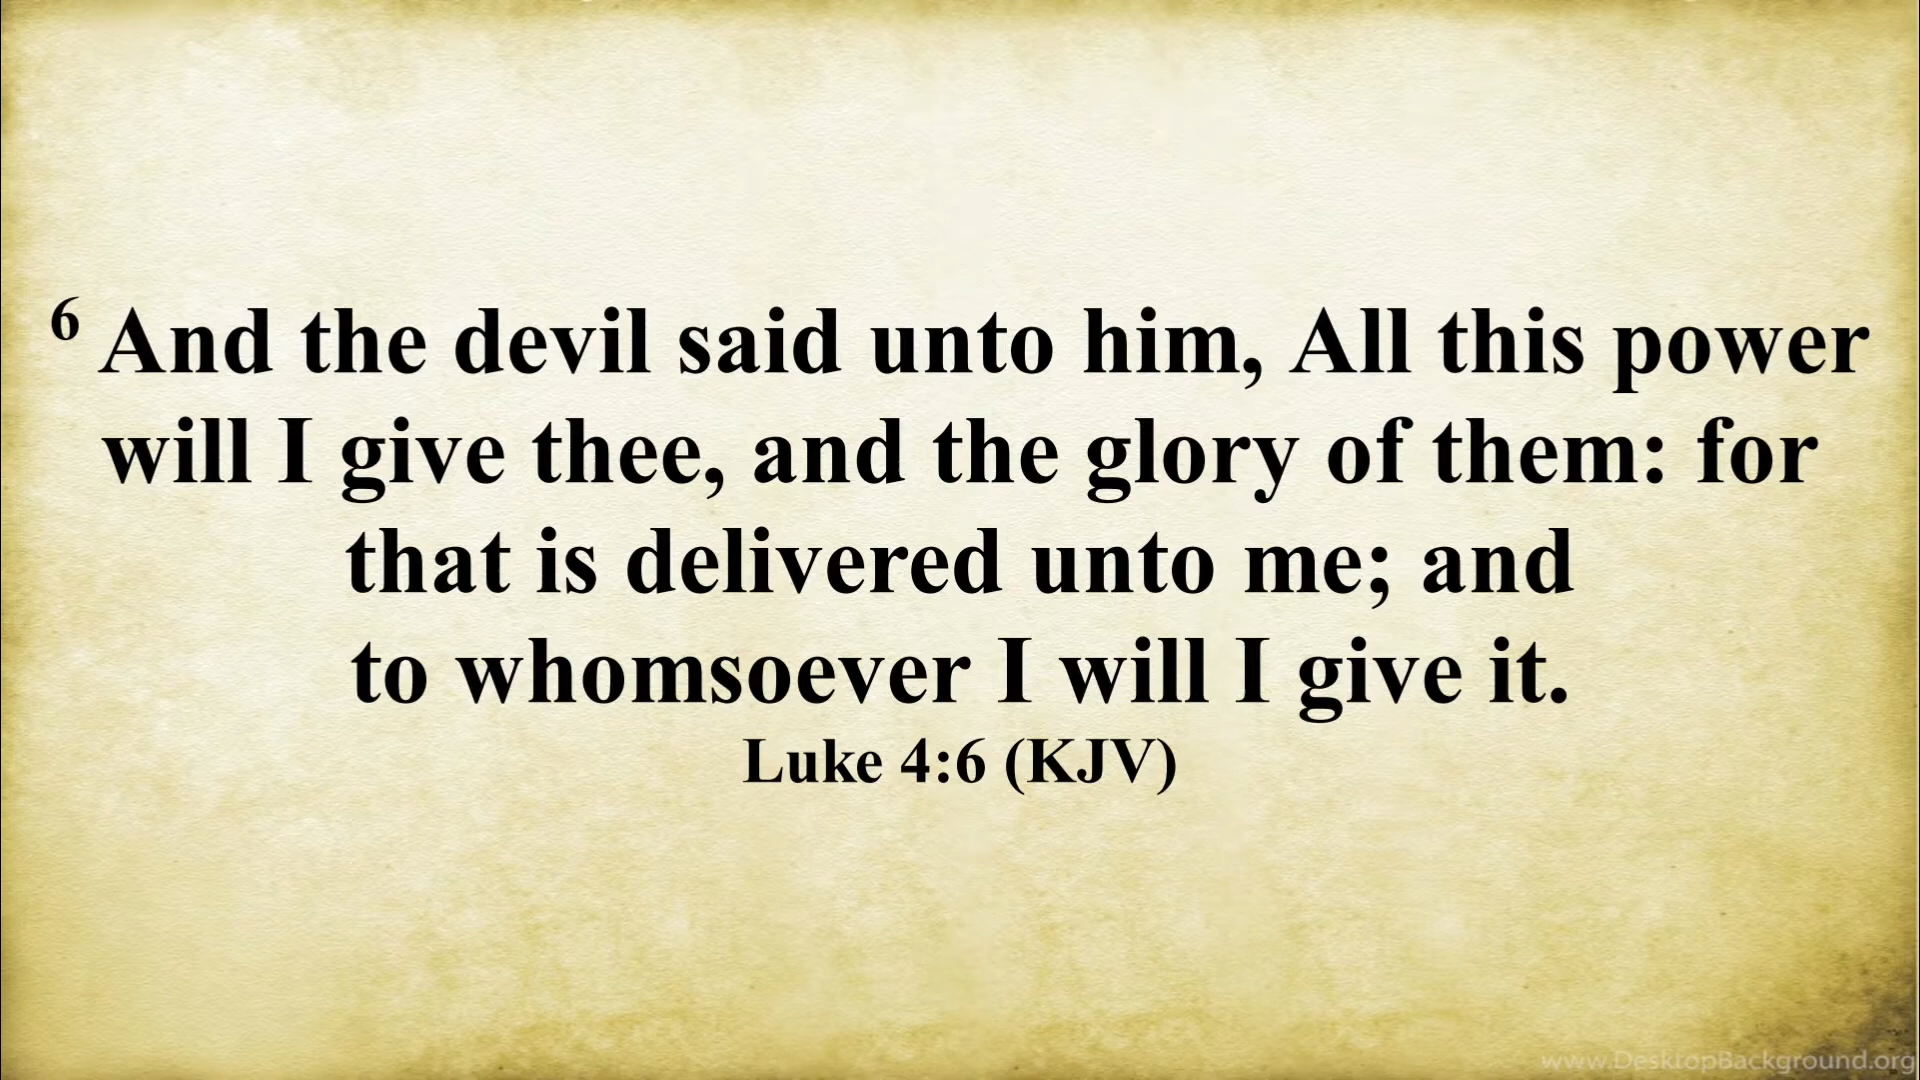 6 And the devil said unto him, All this power
will I give thee, and the glory of them: for
that is delivered unto me; and
to whomsoever I will I give it.
Luke 4:6 (KJV)
www.DesktopBackground.org